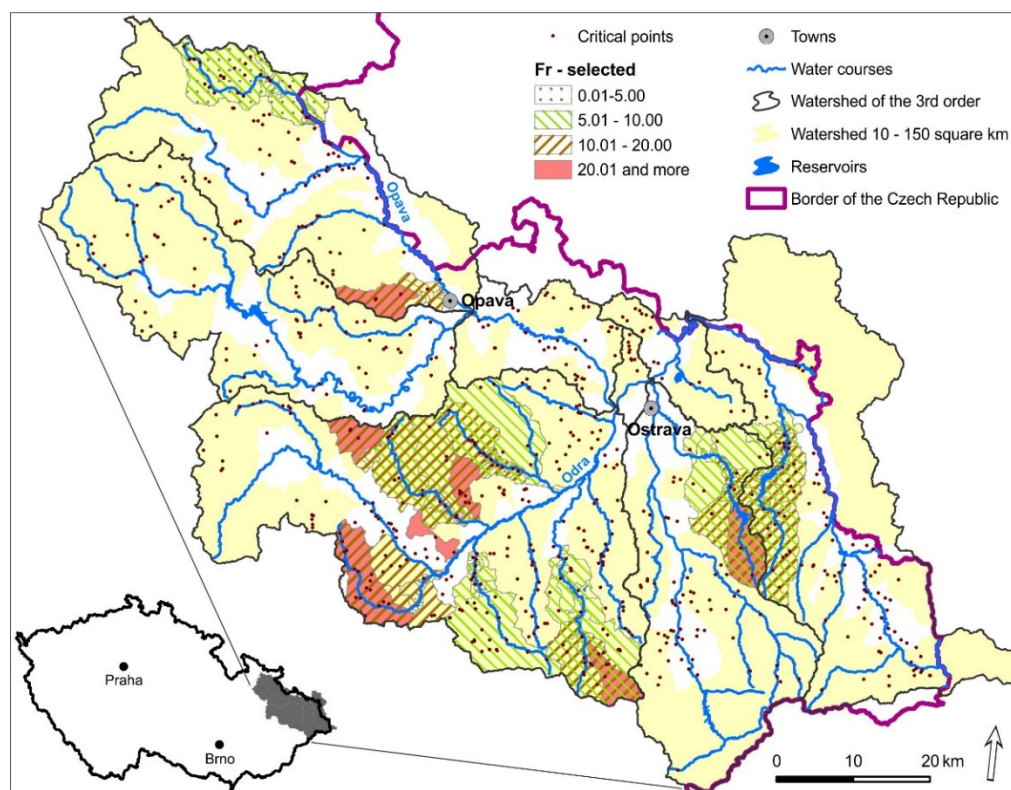 Critical points
Fr - selected
0.01-5.00
5.01 - 10.00
10.01 - 20.00
20.01 and more
Towns
Water courses
Watershed of the 3rd order
Watershed 10 - 150 square km
Reservoirs
Border of the Czech Republic
Opava
Opava
Ostrava
Odra
Praha
Brno
0
10
20 km